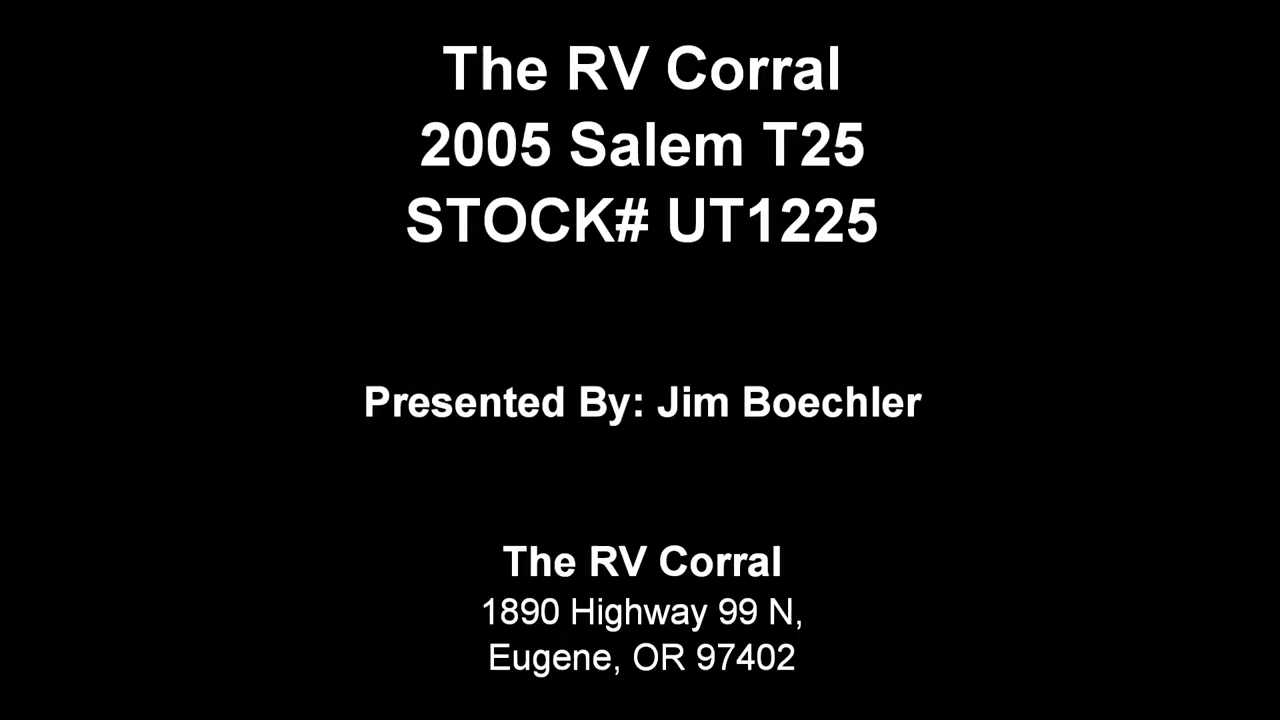 The RV Corral
2005 Salem T25
STOCK# UT1225
Presented By: Jim Boechler
The RV Corral
1890 Highway 99 N,
Eugene, OR 97402